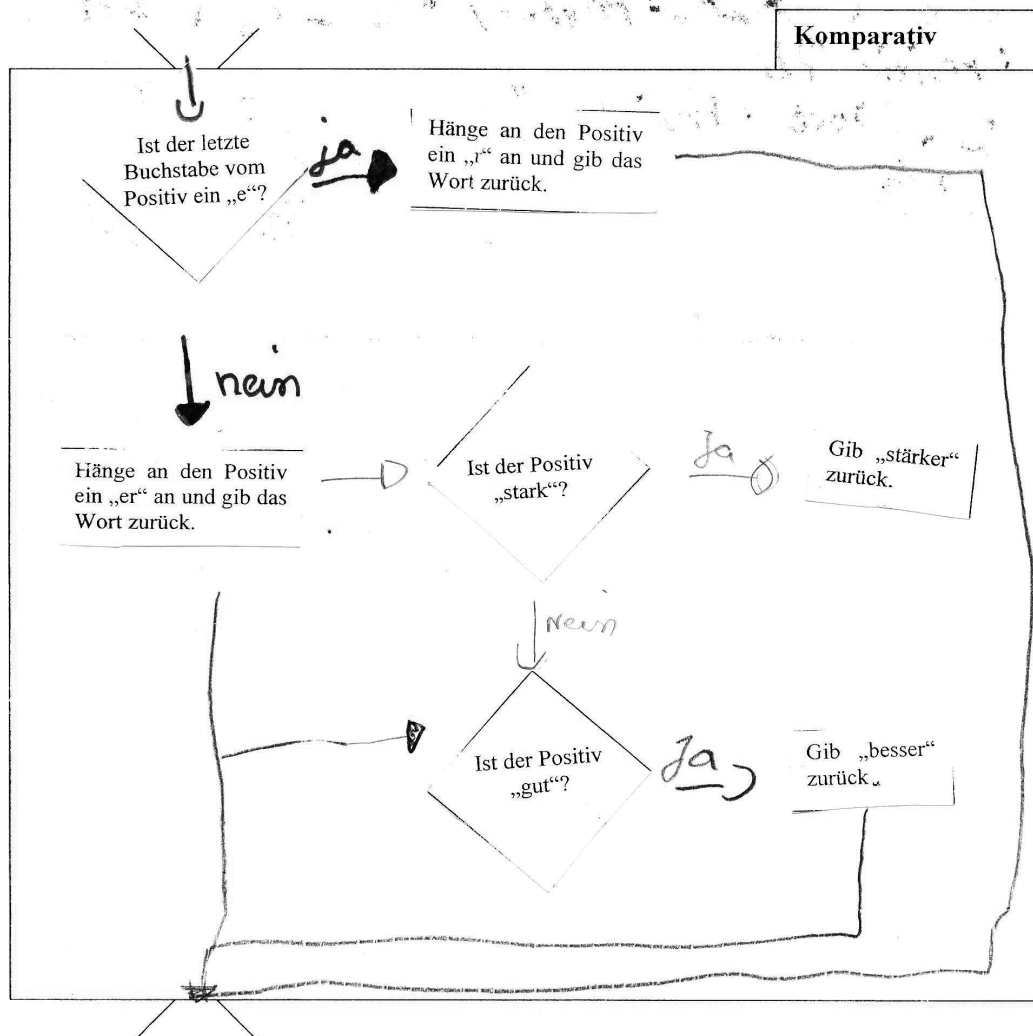 Komparativ
Ist der letzte
Buchstabe vom
Positiv ein „e“?
ja
Hänge an den Positiv
ein „r“ an und gib das
Wort zurück.
nein
Hänge an den Positiv
ein „er“ an und gib das
Wort zurück.
Ist der Positiv
„stark“?
Ja
Gib „stärker“
zurück.
Nein
Ist der Positiv
„gut“?
Ja
Gib „besser“
zurück.